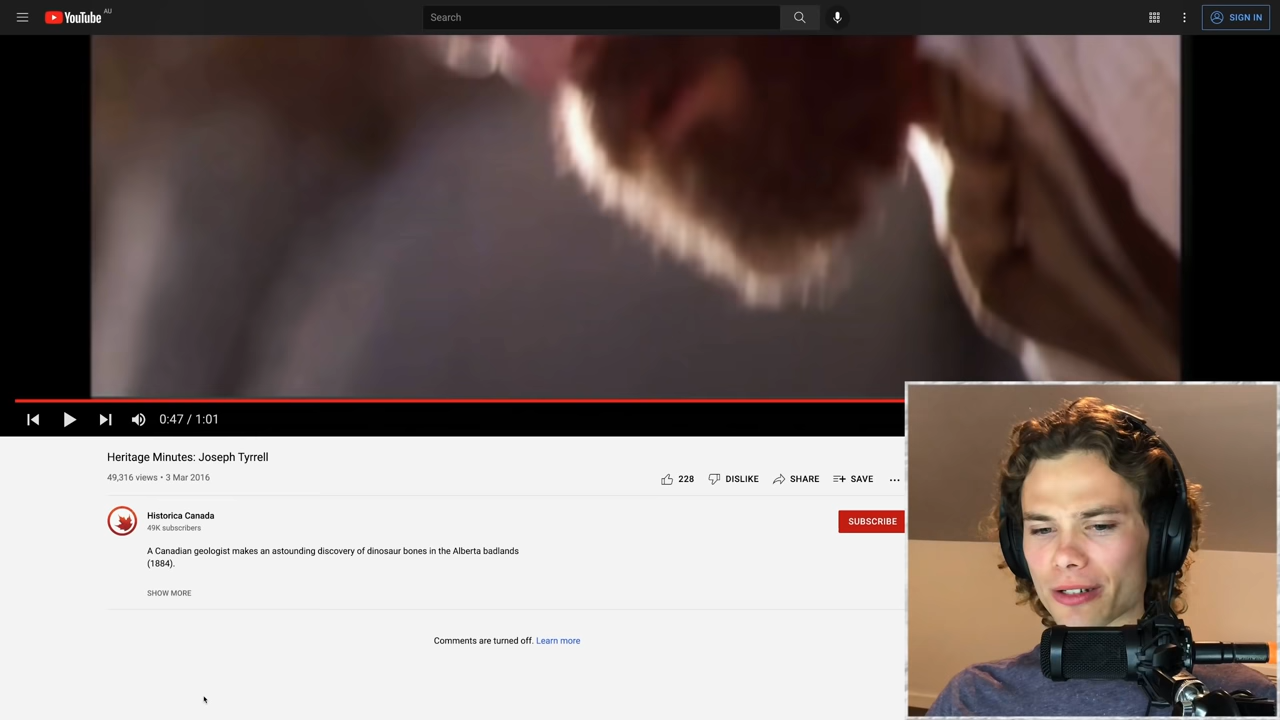 YouTube AU
Search
SIGN IN
0:47 / 1:01
Heritage Minutes: Joseph Tyrrell
49,316 views • 3 Mar 2016
228 DISLIKE SHARE SAVE ...
Historica Canada
49K subscribers
SUBSCRIBE
A Canadian geologist makes an astounding discovery of dinosaur bones in the Alberta badlands
(1884).
SHOW MORE
Comments are turned off. Learn more